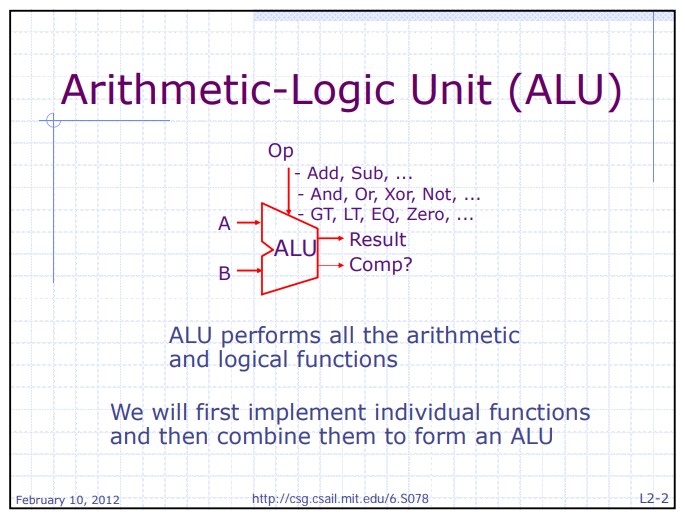 Arithmetic-Logic Unit (ALU)
Op
- Add, Sub, ...
- And, Or, Xor, Not, ...
- GT, LT, EQ, Zero, ...
A
ALU
Result
B
Comp?
ALU performs all the arithmetic
and logical functions
We will first implement individual functions
and then combine them to form an ALU
February 10, 2012
http://csg.csail.mit.edu/6.S078
L2-2